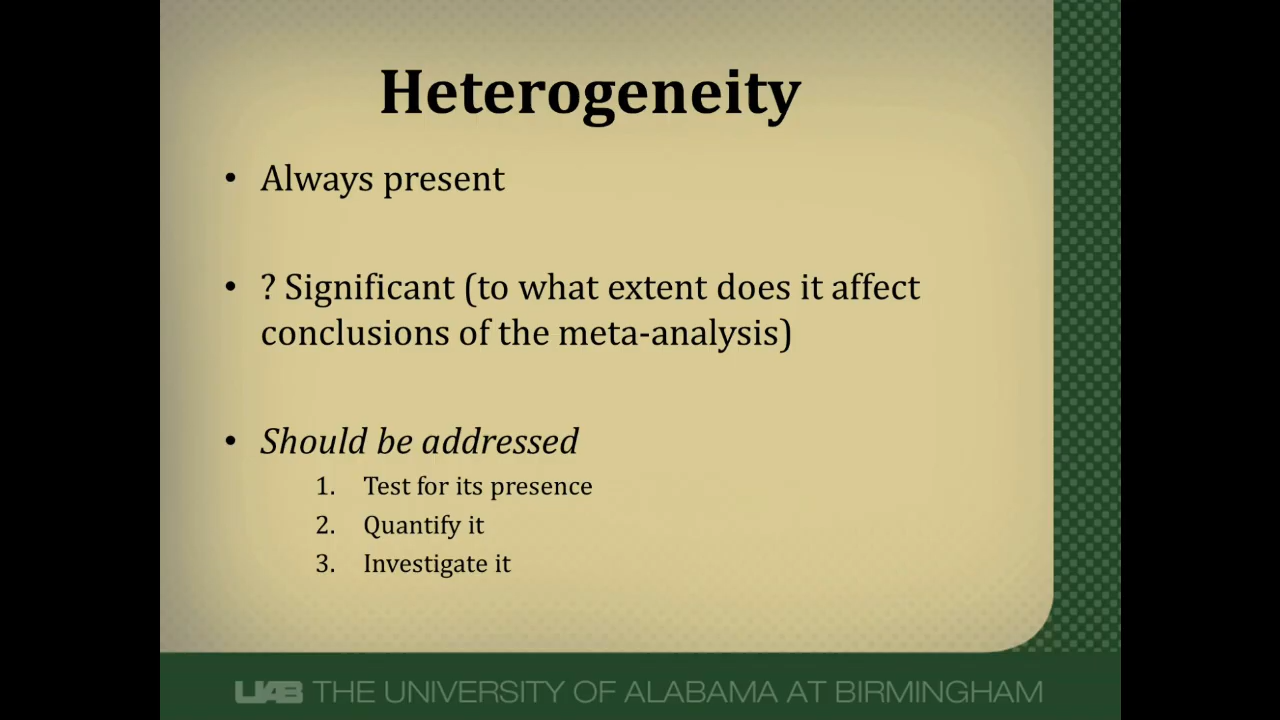 Heterogeneity
• Always present
• ? Significant (to what extent does it affect
conclusions of the meta-analysis)
• Should be addressed
1. Test for its presence
2. Quantify it
3. Investigate it
UAB THE UNIVERSITY OF ALABAMA AT BIRMINGHAM